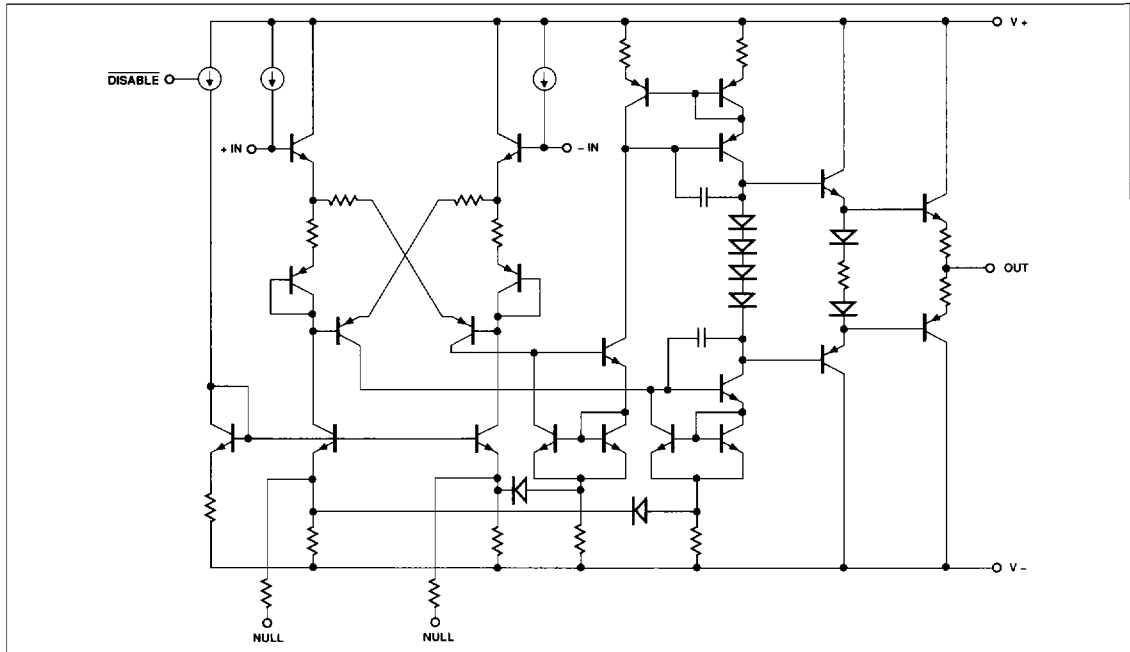 V +
DISABLE
+ IN
– IN
OUT
V –
NULL
NULL